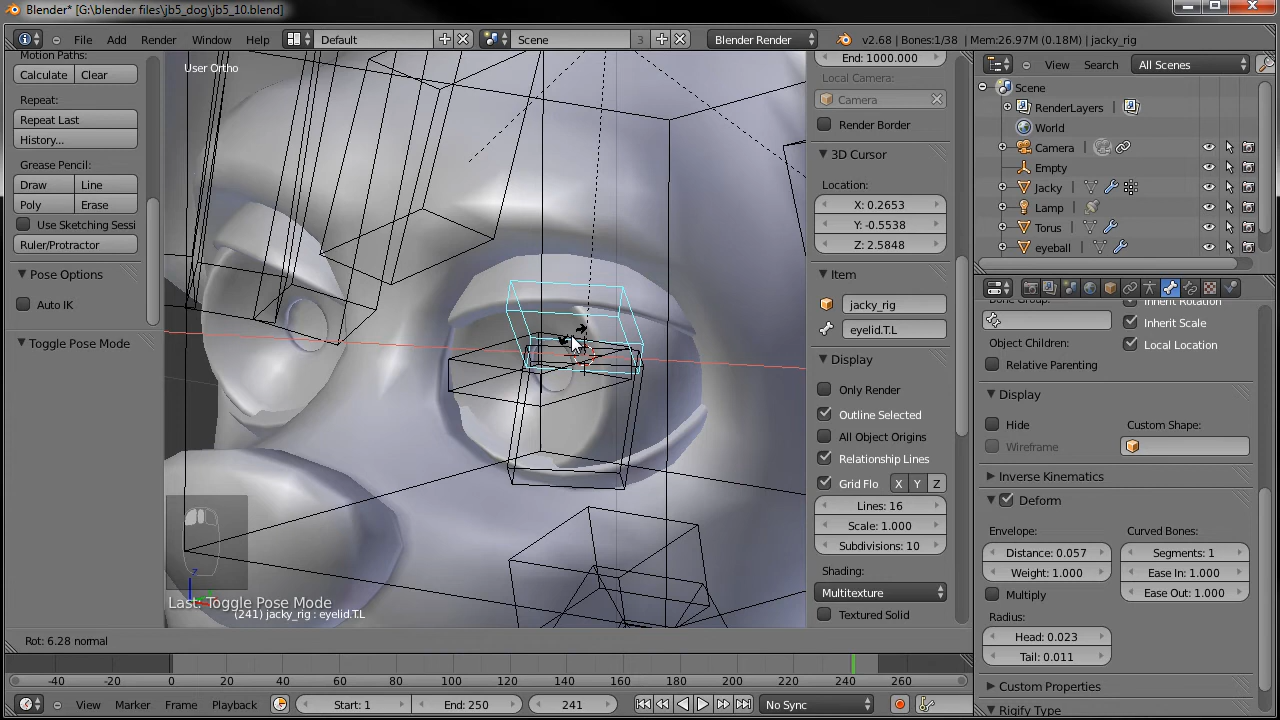 Blender* [G:\blender files\jb5_dog\jb5_10.blend]
File Add Render Window Help Default Scene 3 Blender Render v2.68 | Bones:1/38 | Mem:26.97M (0.18M) | jacky_rig
Motion Paths:
Calculate Clear
Repeat:
Repeat Last
History...
Grease Pencil:
Draw Line
Poly Erase
Use Sketching Sessi
Ruler/Protractor
Pose Options
Auto IK
Toggle Pose Mode
User Ortho
Last: Toggle Pose Mode
(241) jacky_rig : eyelid.T.L
Rot: 6.28 normal
End: 1000.000
Local Camera:
Camera
Render Border
3D Cursor
Location:
X: 0.2653
Y: -0.5538
Z: 2.5848
Item
jacky_rig
eyelid.T.L
Display
Only Render
Outline Selected
All Object Origins
Relationship Lines
Grid Flo X Y Z
Lines: 16
Scale: 1.000
Subdivisions: 10
Shading:
Multitexture
Textured Solid
View Search All Scenes
Scene
RenderLayers
World
Camera
Empty
Jacky
Lamp
Torus
eyeball
Bone Group: Inherit Rotation
Inherit Scale
Object Children: Local Location
Relative Parenting
Display
Hide Custom Shape:
Wireframe
Inverse Kinematics
Deform
Envelope: Curved Bones:
Distance: 0.057 Segments: 1
Weight: 1.000 Ease In: 1.000
Multiply Ease Out: 1.000
Radius:
Head: 0.023
Tail: 0.011
Custom Properties
Rigify Type
-40 -20 0 20 40 60 80 100 120 140 160 180 200 220 240 260
View Marker Frame Playback Start: 1 End: 250 241 No Sync